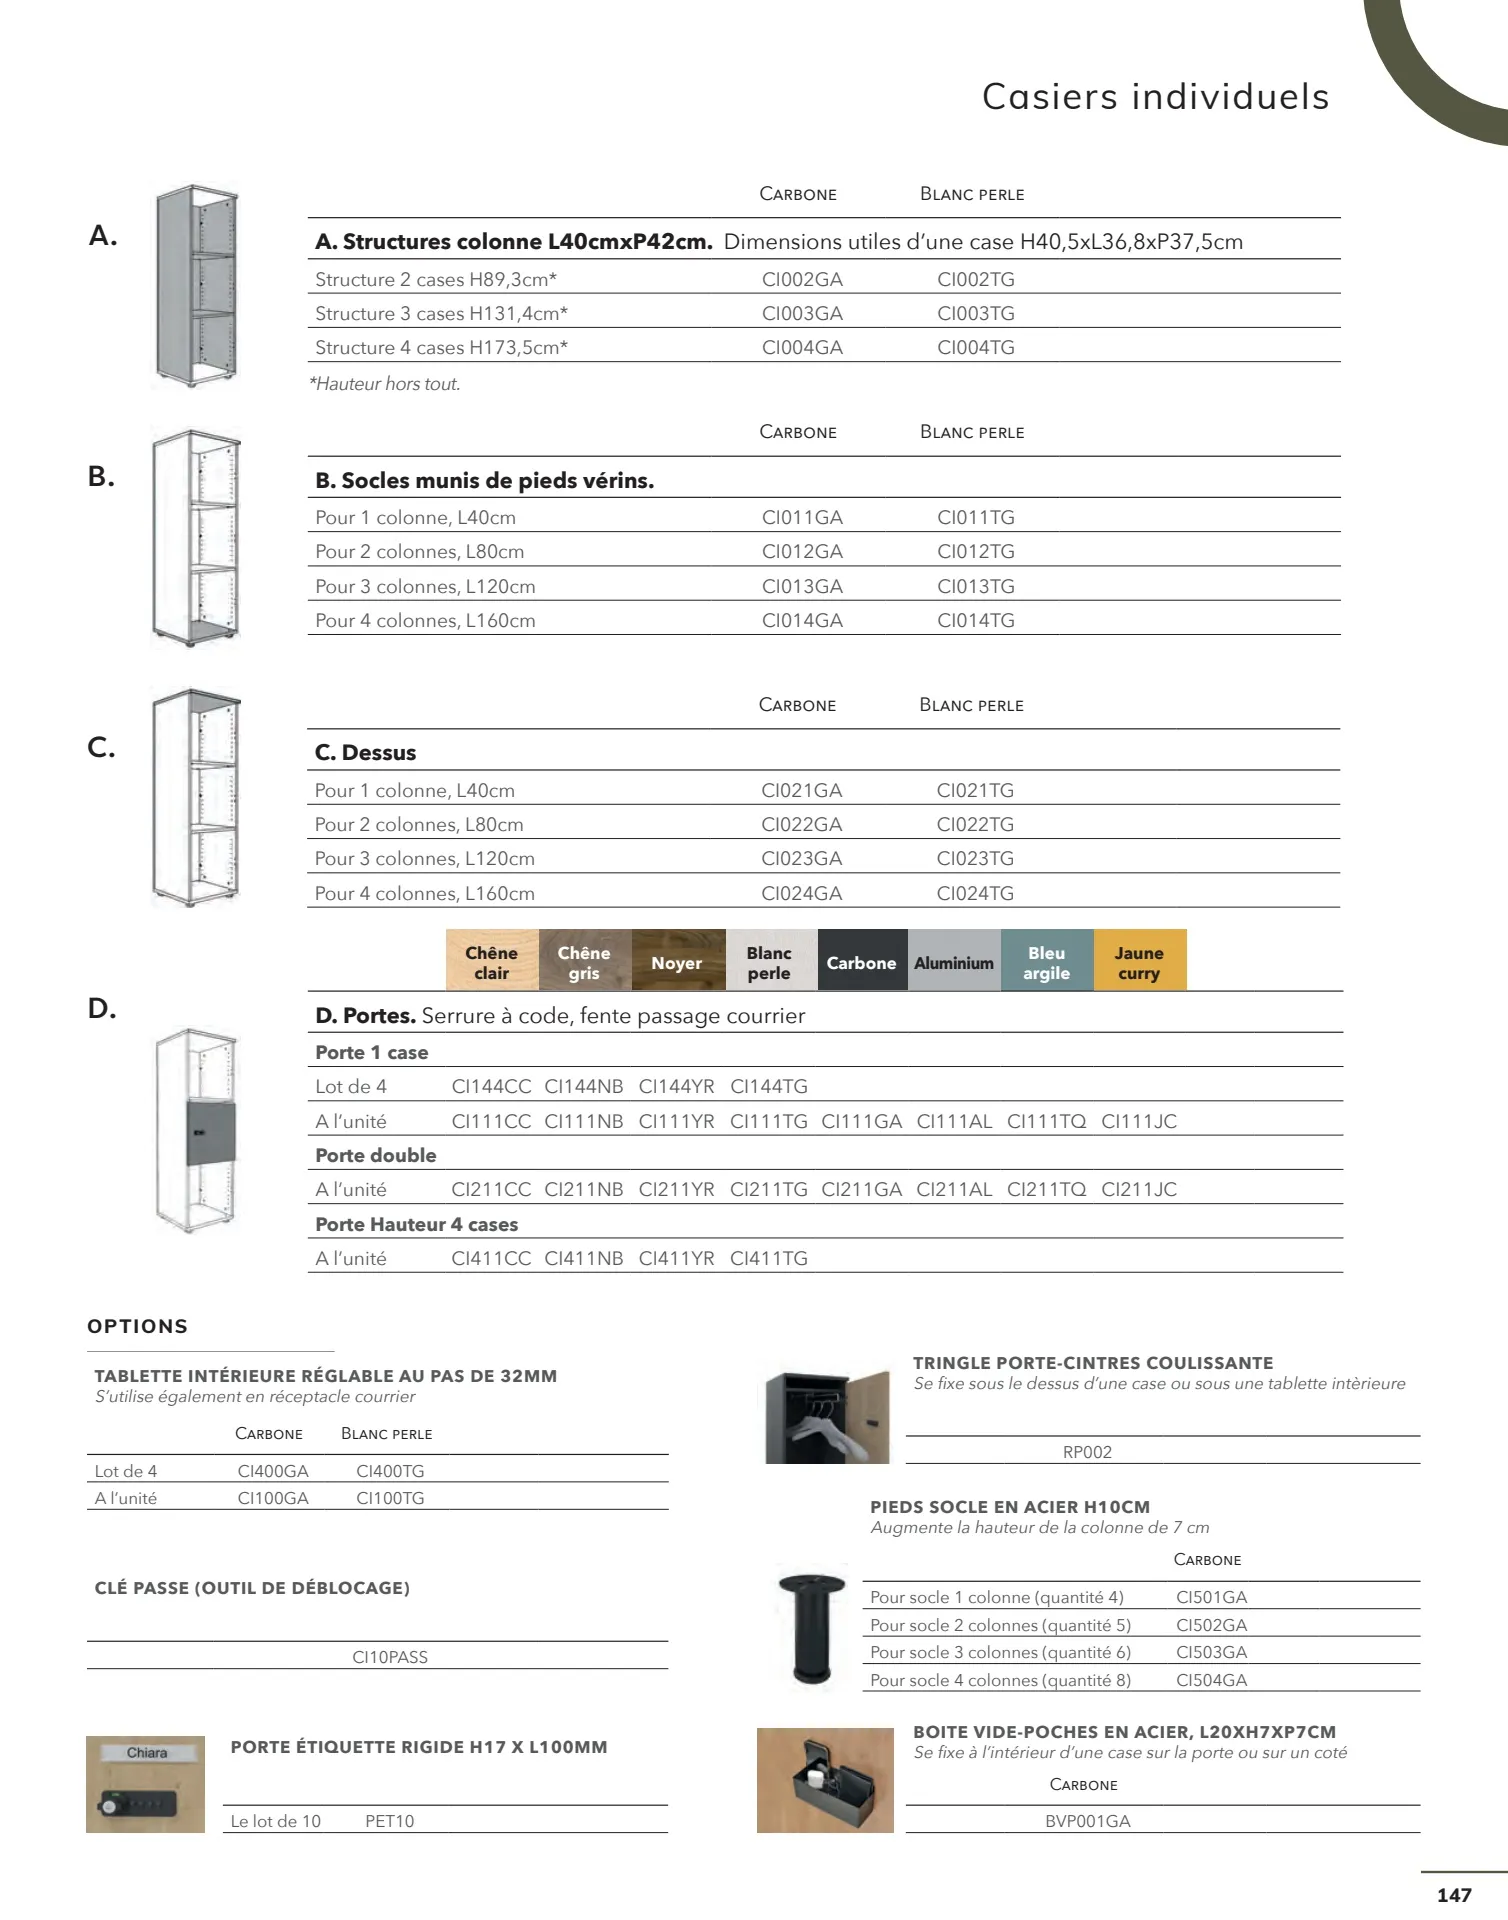 Casiers individuels
A.
Carbone Blanc perle
A. Structures colonne L40cmxP42cm. Dimensions utiles d’une case H40,5xL36,8xP37,5cm
Structure 2 cases H89,3cm* CI002GA CI002TG
Structure 3 cases H131,4cm* CI003GA CI003TG
Structure 4 cases H173,5cm* CI004GA CI004TG
*Hauteur hors tout.
B.
Carbone Blanc perle
B. Socles munis de pieds vérins.
Pour 1 colonne, L40cm CI011GA CI011TG
Pour 2 colonnes, L80cm CI012GA CI012TG
Pour 3 colonnes, L120cm CI013GA CI013TG
Pour 4 colonnes, L160cm CI014GA CI014TG
C.
Carbone Blanc perle
C. Dessus
Pour 1 colonne, L40cm CI021GA CI021TG
Pour 2 colonnes, L80cm CI022GA CI022TG
Pour 3 colonnes, L120cm CI023GA CI023TG
Pour 4 colonnes, L160cm CI024GA CI024TG
D.
Chêne clair Chêne gris Noyer Blanc perle Carbone Aluminium Bleu argile Jaune curry
D. Portes. Serrure à code, fente passage courrier
Porte 1 case
Lot de 4 CI144CC CI144NB CI144YR CI144TG
A l’unité CI111CC CI111NB CI111YR CI111TG CI111GA CI111AL CI111TQ CI111JC
Porte double
A l’unité CI211CC CI211NB CI211YR CI211TG CI211GA CI211AL CI211TQ CI211JC
Porte Hauteur 4 cases
A l’unité CI411CC CI411NB CI411YR CI411TG
OPTIONS
TABLETTE INTÉRIEURE RÉGLABLE AU PAS DE 32MM
S’utilise également en réceptacle courrier
Carbone Blanc perle
Lot de 4 CI400GA CI400TG
A l’unité CI100GA CI100TG
CLÉ PASSE (OUTIL DE DÉBLOCAGE)
CI10PASS
Chiara
PORTE ÉTIQUETTE RIGIDE H17 X L100MM
Le lot de 10 PET10
TRINGLE PORTE-CINTRES COULISSANTE
Se fixe sous le dessus d’une case ou sous une tablette intèrieure
RP002
PIEDS SOCLE EN ACIER H10CM
Augmente la hauteur de la colonne de 7 cm
Carbone
Pour socle 1 colonne (quantité 4) CI501GA
Pour socle 2 colonnes (quantité 5) CI502GA
Pour socle 3 colonnes (quantité 6) CI503GA
Pour socle 4 colonnes (quantité 8) CI504GA
BOITE VIDE-POCHES EN ACIER, L20XH7XP7CM
Se fixe à l’intérieur d’une case sur la porte ou sur un coté
Carbone
BVP001GA
147